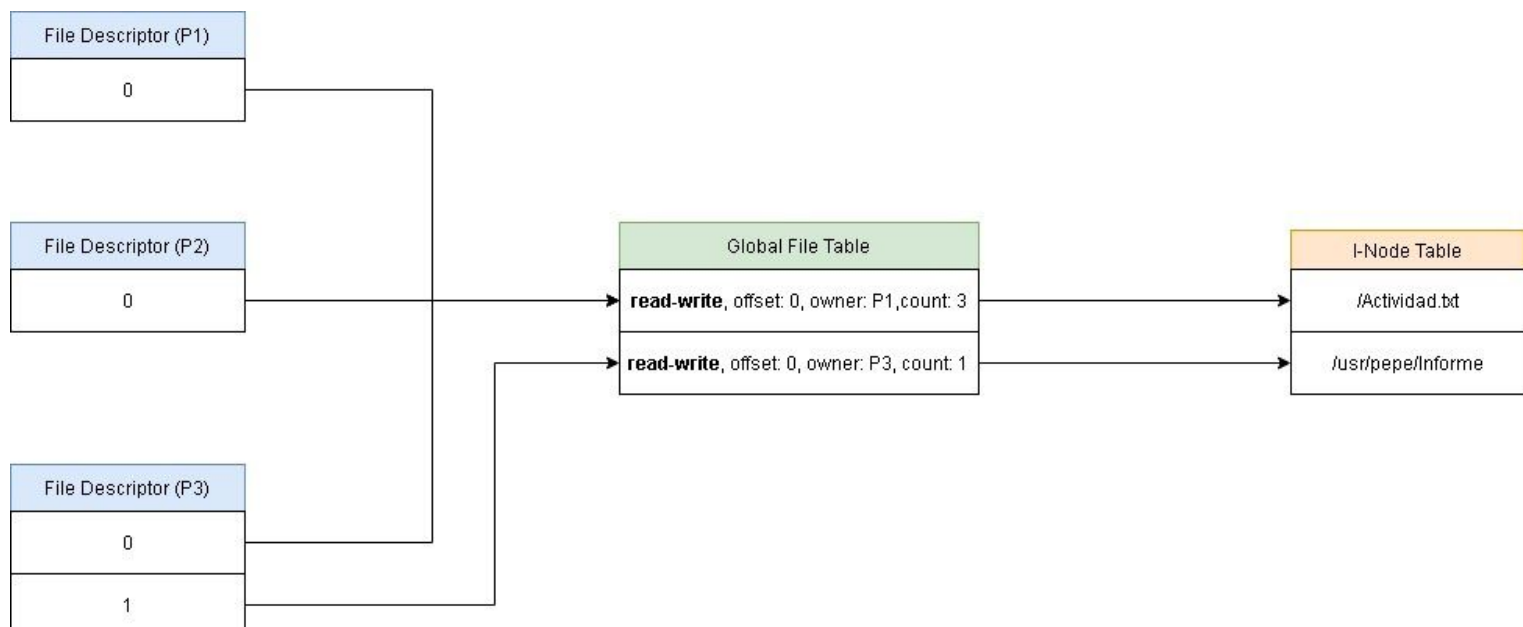 File Descriptor (P1)
0
File Descriptor (P2)
0
File Descriptor (P3)
0
1
Global File Table
read-write, offset: 0, owner: P1,count: 3
read-write, offset: 0, owner: P3, count: 1
I-Node Table
/Actividad.txt
/usr/pepe/Informe